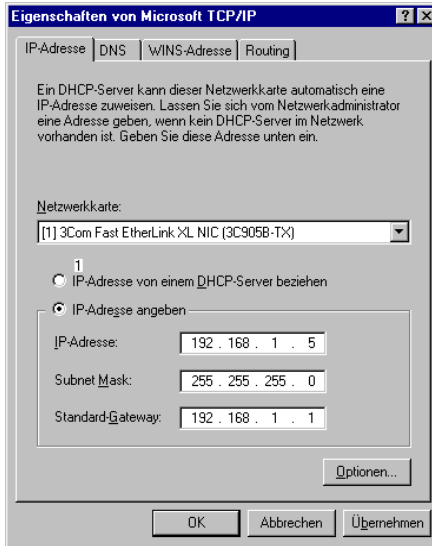 Eigenschaften von Microsoft TCP/IP
IP-Adresse DNS WINS-Adresse Routing
Ein DHCP-Server kann dieser Netzwerkkarte automatisch eine
IP-Adresse zuweisen. Lassen Sie sich vom Netzwerkadministrator
eine Adresse geben, wenn kein DHCP-Server im Netzwerk
vorhanden ist. Geben Sie diese Adresse unten ein.
Netzwerkkarte:
[1] 3Com Fast EtherLink XL NIC (3C905B-TX)
1
IP-Adresse von einem DHCP-Server beziehen
IP-Adresse angeben
IP-Adresse: 192 . 168 . 1 . 5
Subnet Mask: 255 . 255 . 255 . 0
Standard-Gateway: 192 . 168 . 1 . 1
Optionen...
OK Abbrechen Übernehmen